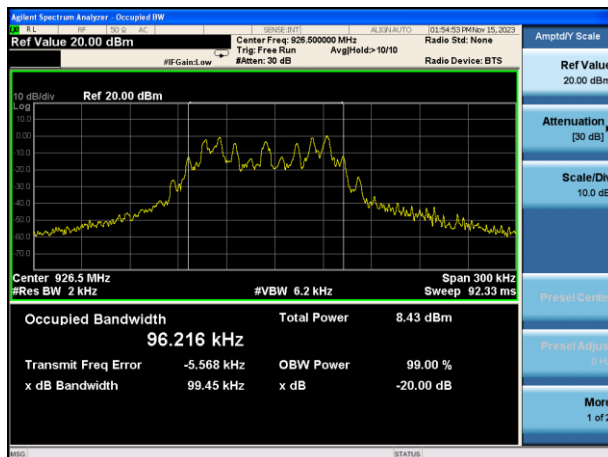 Agilent Spectrum Analyzer - Occupied BW
RL RF 50 Ω AC SENSE:INT ALIGN AUTO 01:54:53 PM Nov 15, 2023
Ref Value 20.00 dBm
Center Freq: 926.500000 MHz
Radio Std: None
Trig: Free Run Avg|Hold:>10/10
#IFGain:Low #Atten: 30 dB Radio Device: BTS
10 dB/div Ref 20.00 dBm
Log
10.0
0.00
-10.0
-20.0
-30.0
-40.0
-50.0
-60.0
-70.0
Center 926.5 MHz Span 300 kHz
#Res BW 2 kHz #VBW 6.2 kHz Sweep 92.33 ms
Occupied Bandwidth Total Power 8.43 dBm
96.216 kHz
Transmit Freq Error -5.568 kHz OBW Power 99.00 %
x dB Bandwidth 99.45 kHz x dB -20.00 dB
MSG STATUS
Amptd/Y Scale
Ref Value
20.00 dBm
Attenuation
[30 dB]
Scale/Div
10.0 dB
Presel Center
Presel Adjus
0 Hz
More
1 of 2